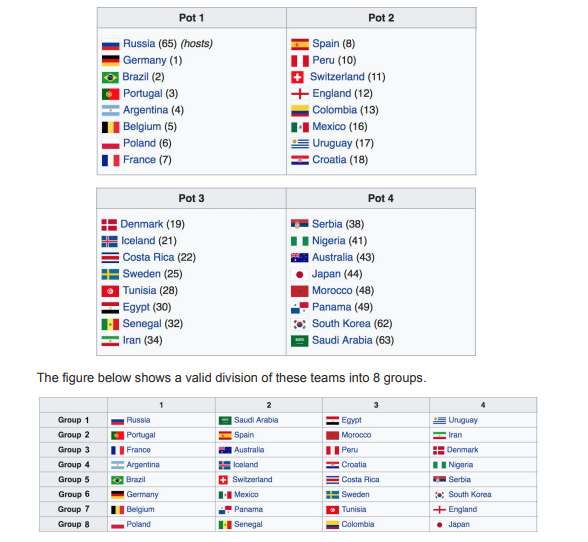 Pot 1 Pot 2
Russia (65) (hosts) Spain (8)
Germany (1) Peru (10)
Brazil (2) Switzerland (11)
Portugal (3) England (12)
Argentina (4) Colombia (13)
Belgium (5) Mexico (16)
Poland (6) Uruguay (17)
France (7) Croatia (18)
Pot 3 Pot 4
Denmark (19) Serbia (38)
Iceland (21) Nigeria (41)
Costa Rica (22) Australia (43)
Sweden (25) Japan (44)
Tunisia (28) Morocco (48)
Egypt (30) Panama (49)
Senegal (32) South Korea (62)
Iran (34) Saudi Arabia (63)
The figure below shows a valid division of these teams into 8 groups.
1 2 3 4
Group 1 Russia Saudi Arabia Egypt Uruguay
Group 2 Portugal Spain Morocco Iran
Group 3 France Australia Peru Denmark
Group 4 Argentina Iceland Croatia Nigeria
Group 5 Brazil Switzerland Costa Rica Serbia
Group 6 Germany Mexico Sweden South Korea
Group 7 Belgium Panama Tunisia England
Group 8 Poland Senegal Colombia Japan